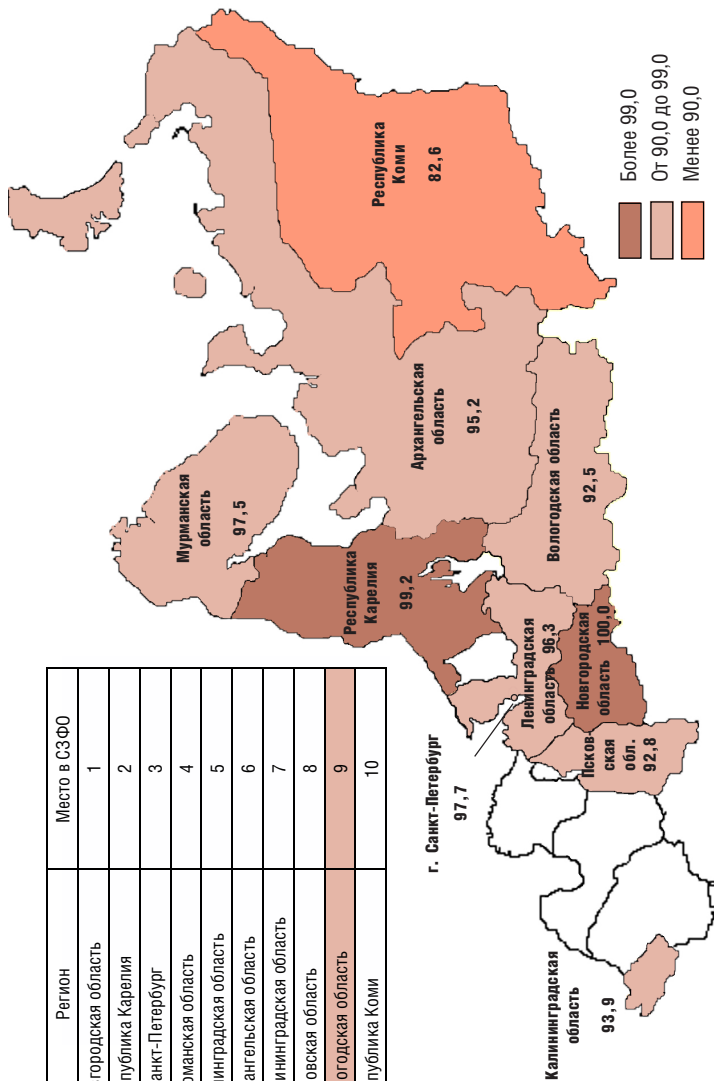 Регион Место в СЗФО
городская область 1
публика Карелия 2
анкт-Петербург 3
рманская область 4
инградская область 5
ангельская область 6
ининградская область 7
овская область 8
огодская область 9
публика Коми 10
Мурманская
область
97,5
Республика
Карелия
99,2
Архангельская
область
95,2
Республика
Коми
82,6
Вологодская область
92,5
Ленинградская
область 96,3
Новгородская
область 100,0
Псков-
ская
обл.
92,8
г. Санкт-Петербург
97,7
Калининградская
область
93,9
Более 99,0
От 90,0 до 99,0
Менее 90,0